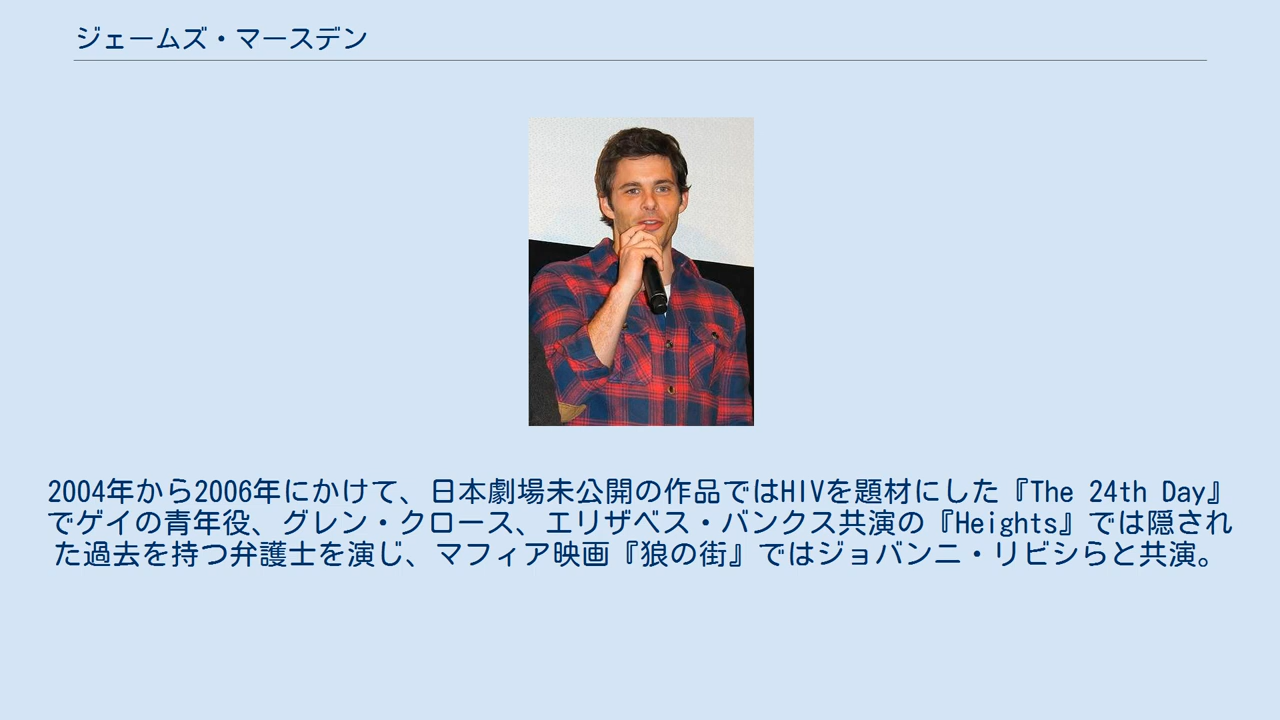 ジェームズ・マースデン
2004年から2006年にかけて、日本劇場未公開の作品ではHIVを題材にした『The 24th Day』
でゲイの青年役、グレン・クロース、エリザベス・バンクス共演の『Heights』では隠され
た過去を持つ弁護士を演じ、マフィア映画『狼の街』ではジョバンニ・リビシらと共演。